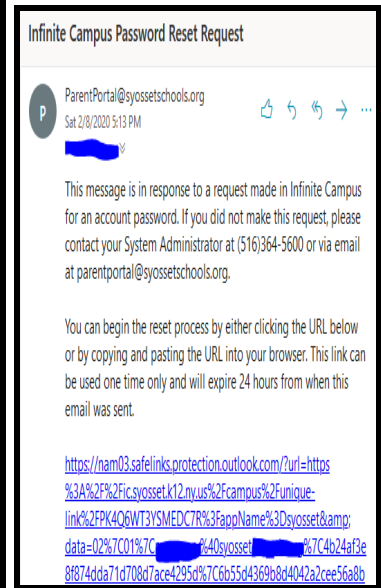 Infinite Campus Password Reset Request
P
ParentPortal@syossetschools.org
Sat 2/8/2020 5:13 PM
This message is in response to a request made in Infinite Campus
for an account password. If you did not make this request, please
contact your System Administrator at (516)364-5600 or via email
at parentportal@syossetschools.org.
You can begin the reset process by either clicking the URL below
or by copying and pasting the URL into your browser. This link can
be used one time only and will expire 24 hours from when this
email was sent.
https://nam03.safelinks.protection.outlook.com/?url=https
%3A%2F%2Fic.syosset.k12.ny.us%2Fcampus%2Funique-
link%2FPK4Q6WT3YSMEDC7R%3FappName%3Dsyosset&amp;
data=02%7C01%7C %40syosset %7C4b24af3e
8f874dda71d708d7ace4295d%7C6b55d4369b8d4042a2cee56a8b